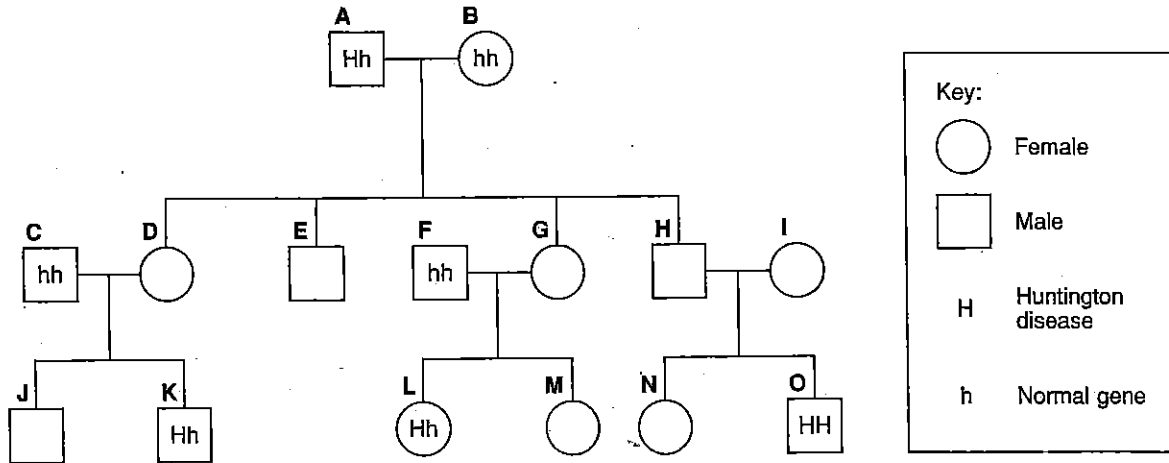 A B
Hh hh
C D E F G H I
hh hh
J K L M N O
Hh Hh HH
Key:
Female
Male
H Huntington
disease
h Normal gene